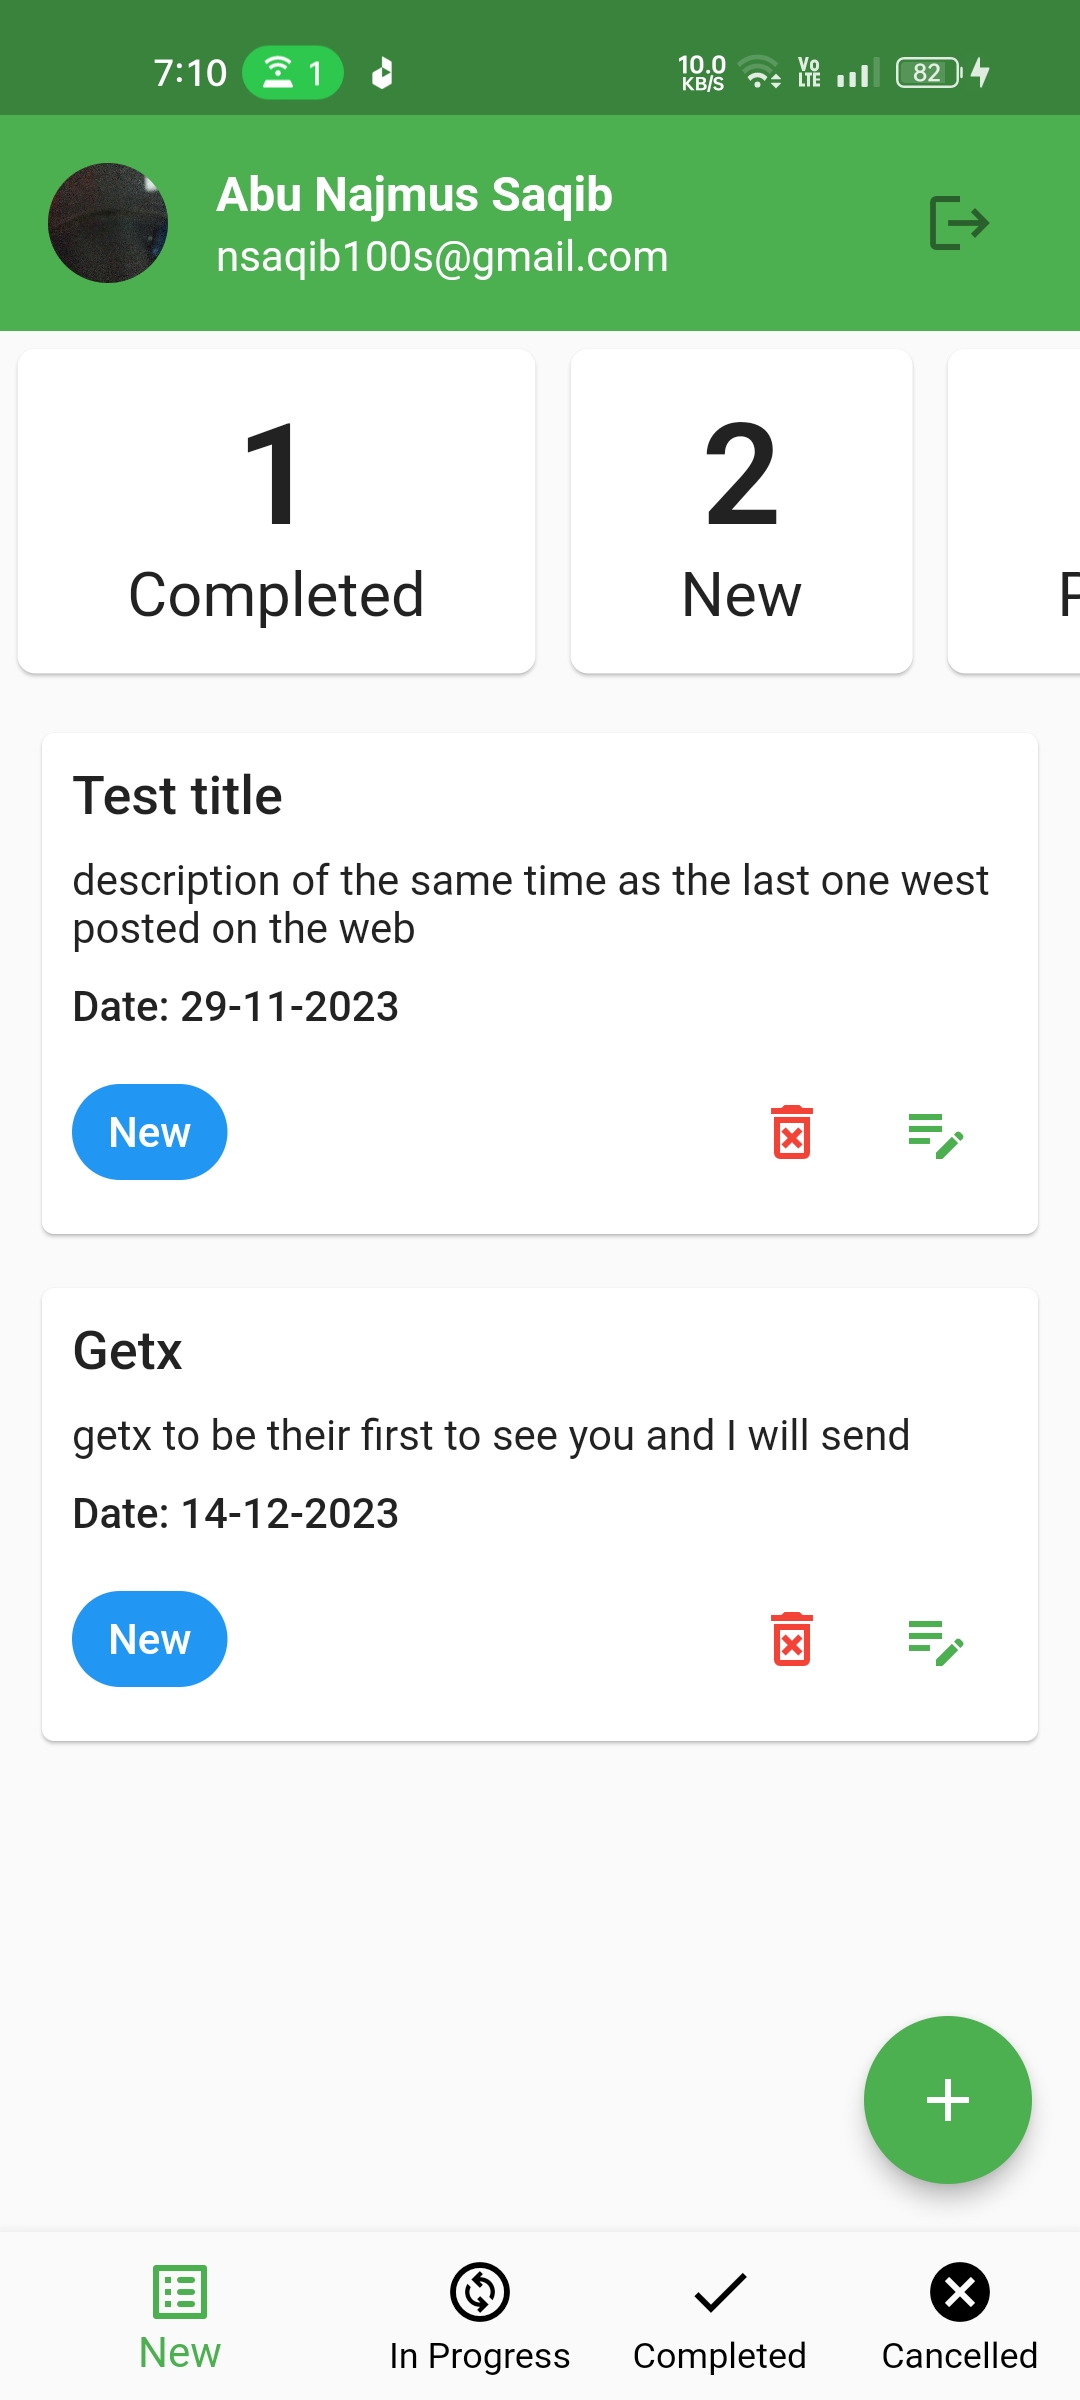 7:10 1 10.0 KB/S Vo LTE 82
Abu Najmus Saqib
nsaqib100s@gmail.com
1 2
Completed New
Test title
description of the same time as the last one west
posted on the web
Date: 29-11-2023
New
Getx
getx to be their first to see you and I will send
Date: 14-12-2023
New
New In Progress Completed Cancelled